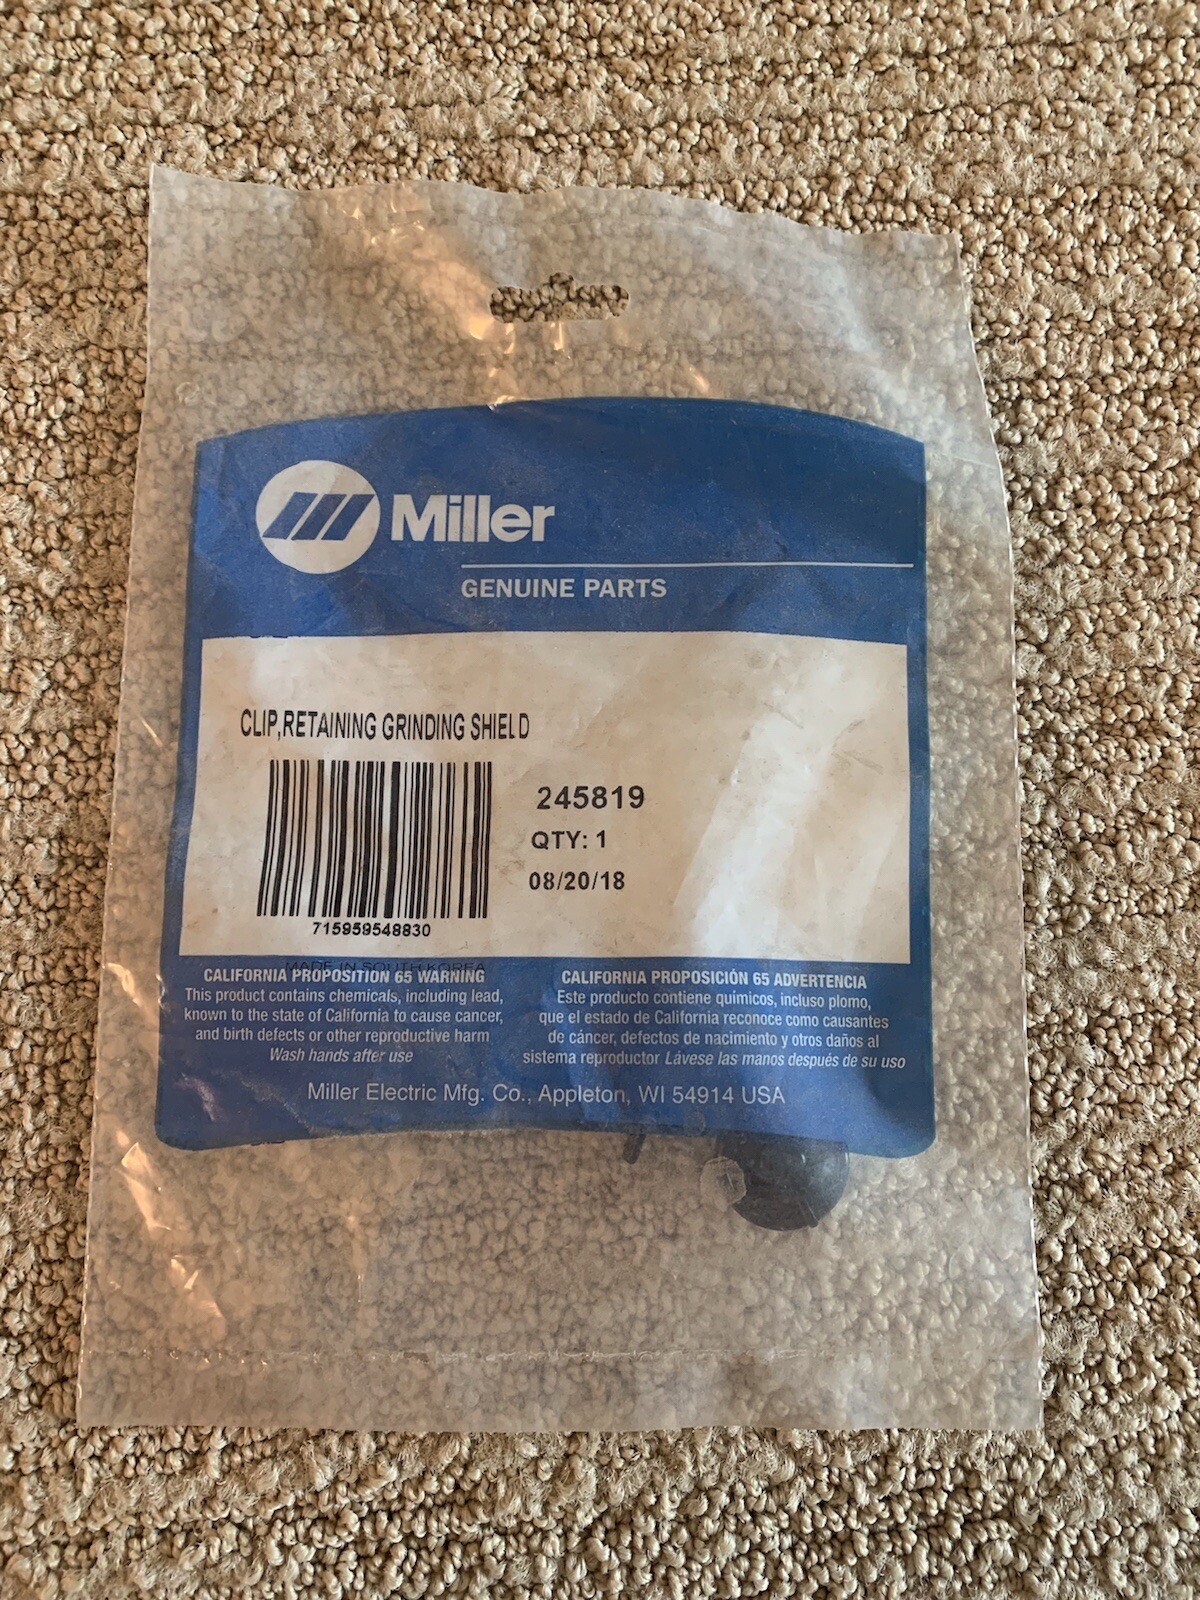 Miller
GENUINE PARTS
CLIP,RETAINING GRINDING SHIELD
245819
QTY: 1
08/20/18
715959548830
MADE IN SOUTH KOREA
CALIFORNIA PROPOSITION 65 WARNING
This product contains chemicals, including lead,
known to the state of California to cause cancer,
and birth defects or other reproductive harm
Wash hands after use
CALIFORNIA PROPOSICIÓN 65 ADVERTENCIA
Este producto contiene químicos, incluso plomo,
que el estado de California reconoce como causantes
de cáncer, defectos de nacimiento y otros daños al
sistema reproductor Lávese las manos después de su uso
Miller Electric Mfg. Co., Appleton, WI 54914 USA